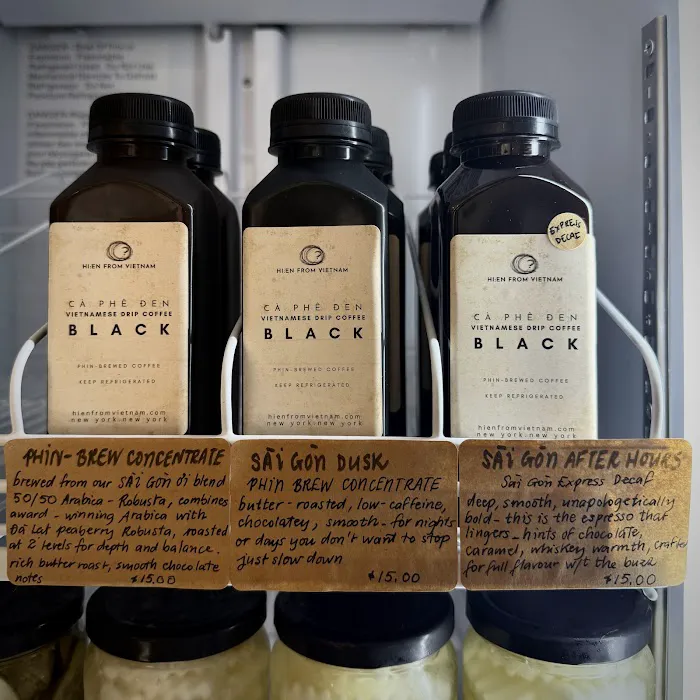 HI:EN FROM VIETNAM
CÀ PHÊ ĐEN
VIETNAMESE DRIP COFFEE
BLACK
PHIN-BREWED COFFEE
KEEP REFRIGERATED
hienfromvietnam.com
new york.new york
HI:EN FROM VIETNAM
CÀ PHÊ ĐEN
VIETNAMESE DRIP COFFEE
BLACK
PHIN-BREWED COFFEE
KEEP REFRIGERATED
hienfromvietnam.com
new york.new york
EXPRE:S
DECAF
HI:EN FROM VIETNAM
CÀ PHÊ ĐEN
VIETNAMESE DRIP COFFEE
BLACK
PHIN-BREWED COFFEE
KEEP REFRIGERATED
hienfromvietnam.com
new york.new york
PHIN-BREW CONCENTRATE
brewed from our SÀI GÒN ơi blend
50/50 Arabica - Robusta, combines
award - winning Arabica with
Đà Lạt peaberry Robusta, roasted
at 2 levels for depth and balance.
rich butter roast, smooth chocolate
notes $15.00
SÀI GÒN DUSK
PHIN BREW CONCENTRATE
butter - roasted, low-caffeine,
chocolatey, smooth - for nights
or days you don't want to stop
just slow down
$15.00
SÀI GÒN AFTER HOURS
Sài Gòn Express Decaf
deep, smooth, unapologetically
bold - this is the espresso that
lingers - hints of chocolate,
caramel, whiskey warmth, crafted
for full flavour w/t the buzz
$15.00